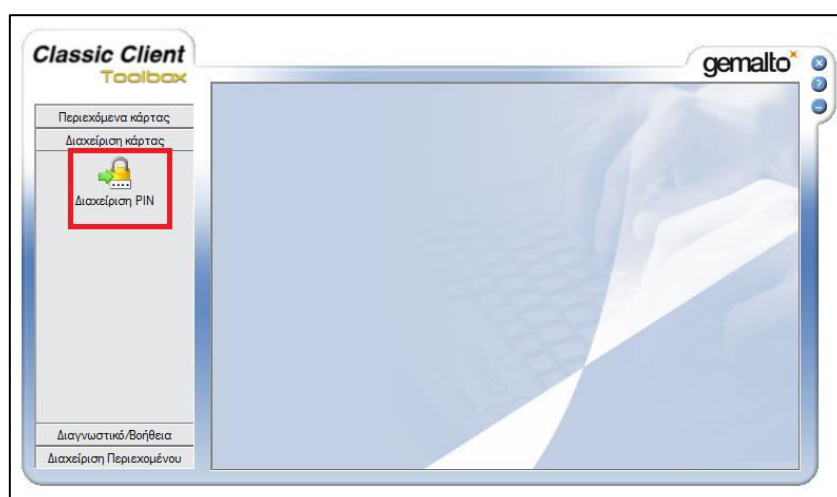 Classic Client
Toolbox
gemalto
Περιεχόμενα κάρτας
Διαχείριση κάρτας
Διαχείριση PIN
Διαγνωστικό/Βοήθεια
Διαχείριση Περιεχομένου